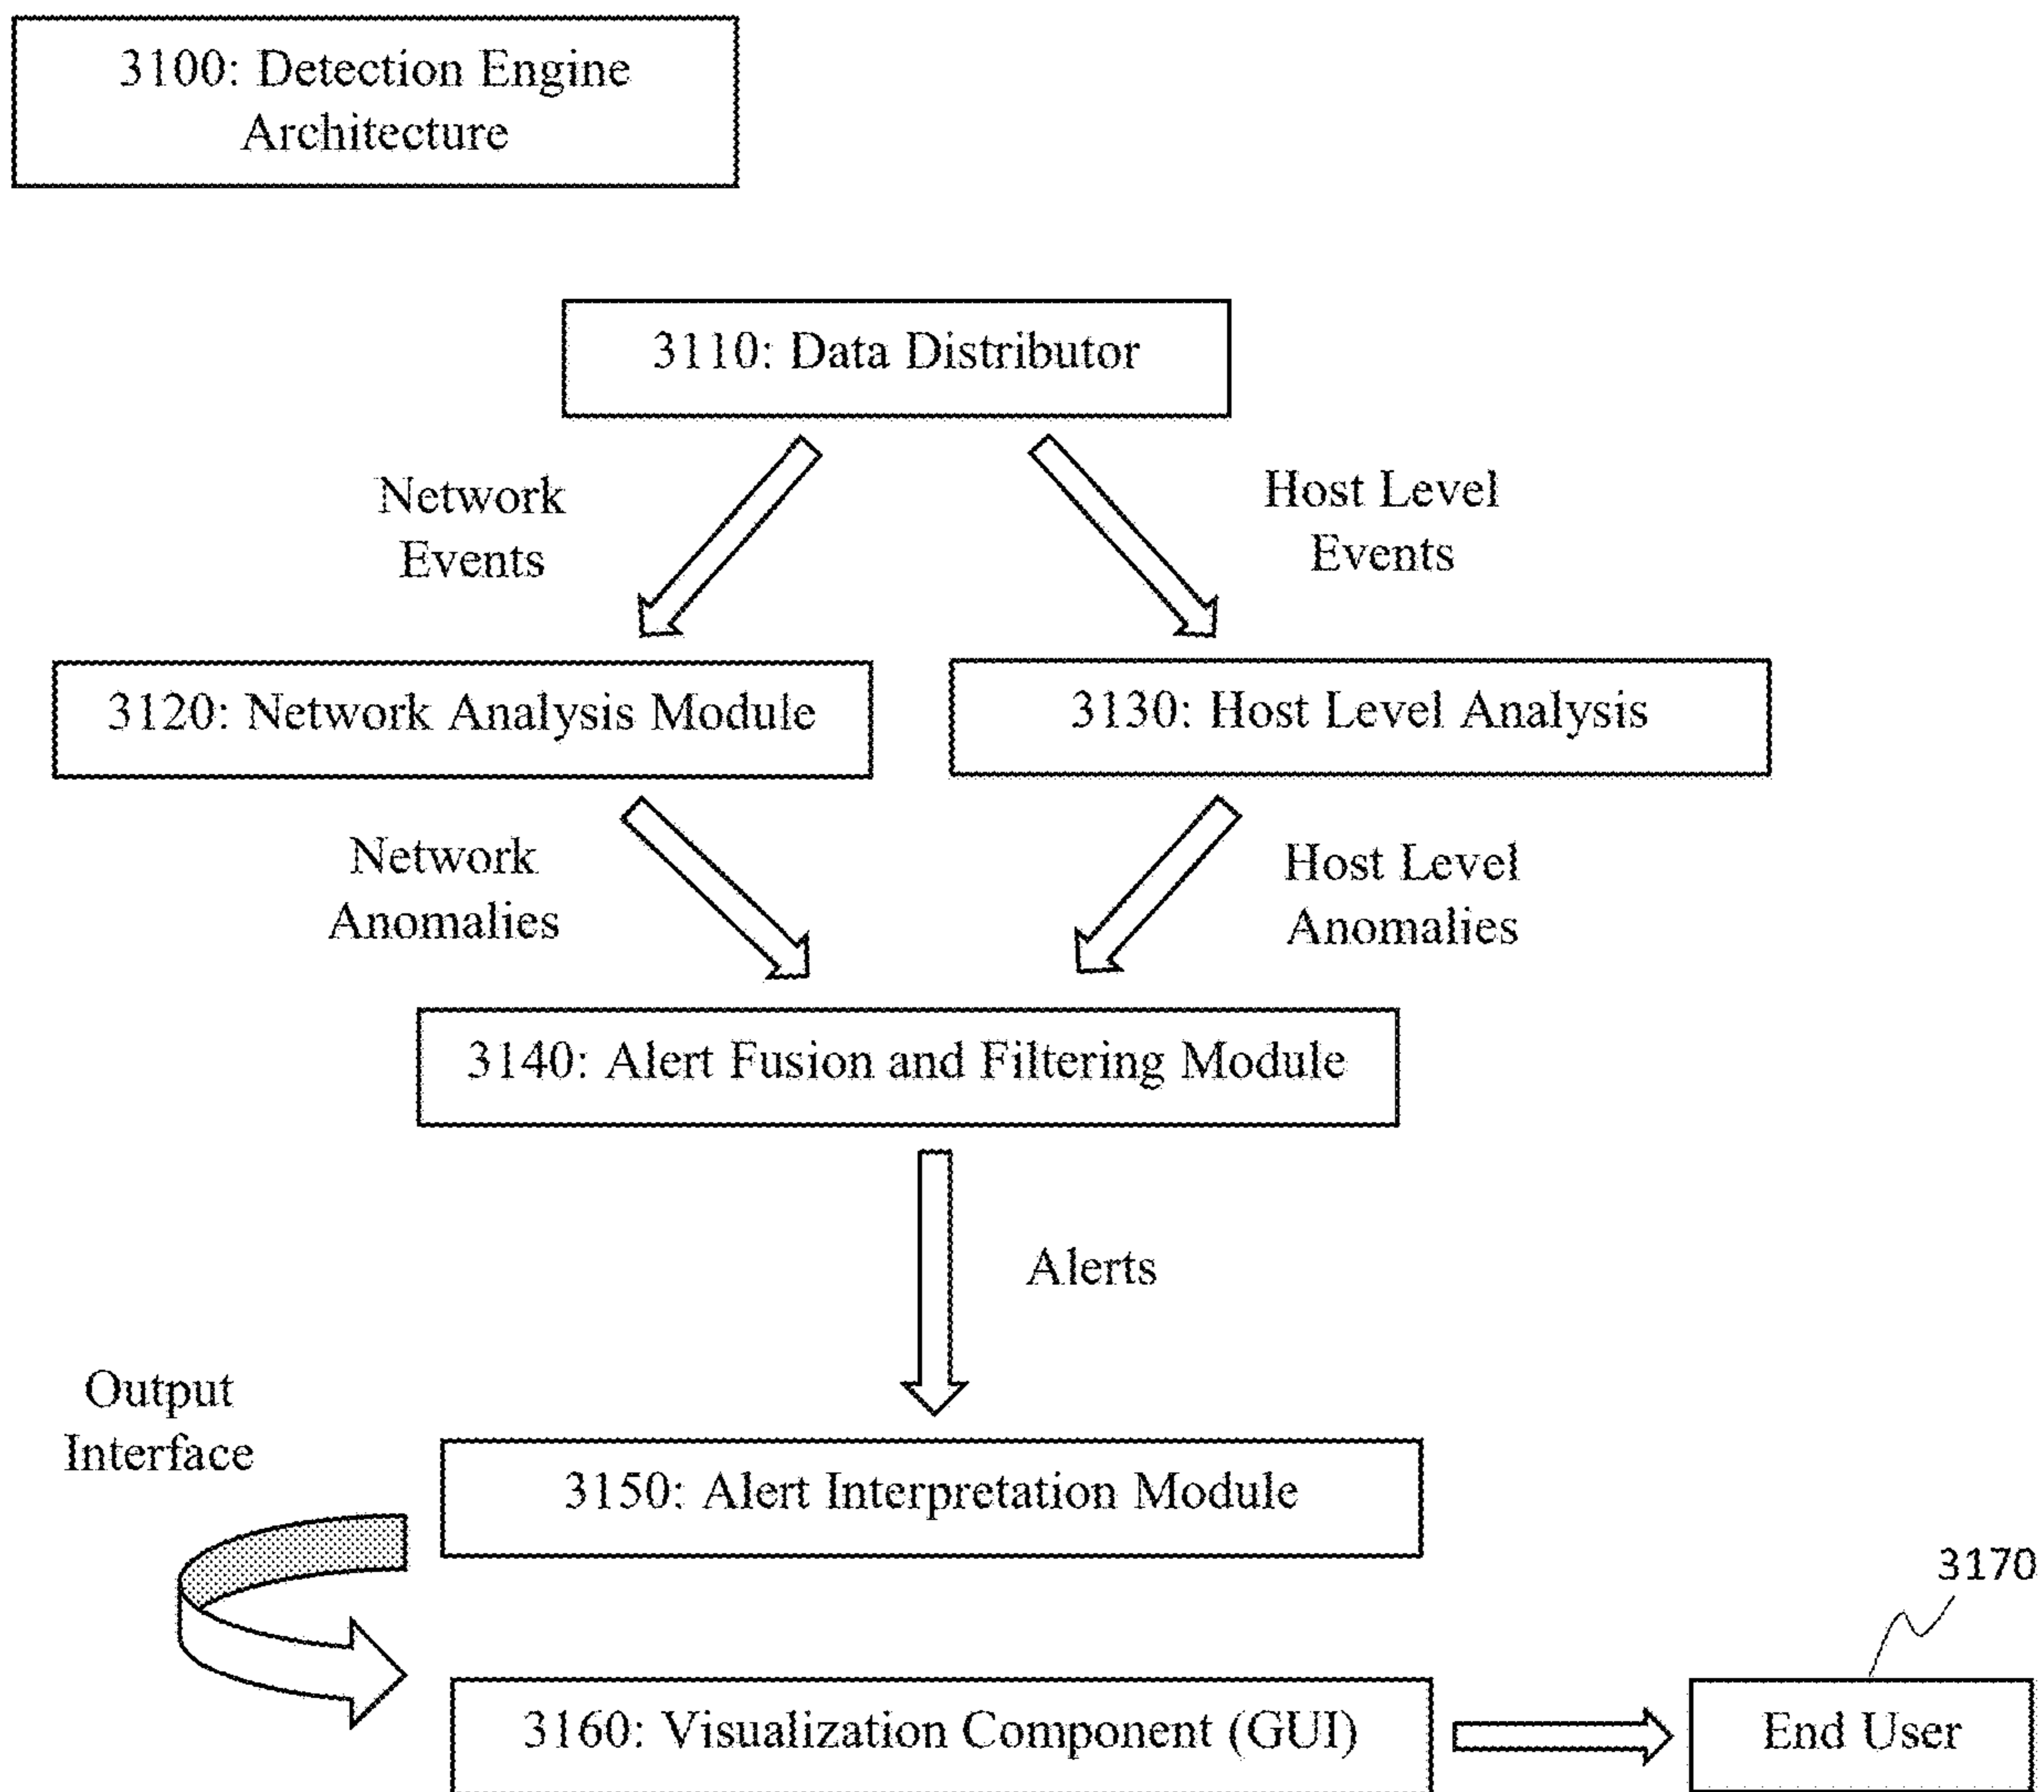 3100: Detection Engine
Architecture
3110: Data Distributor
Network
Events
Host Level
Events
3120: Network Analysis Module
3130: Host Level Analysis
Network
Anomalies
Host Level
Anomalies
3140: Alert Fusion and Filtering Module
Alerts
Output
Interface
3150: Alert Interpretation Module
3170
3160: Visualization Component (GUI)
End User